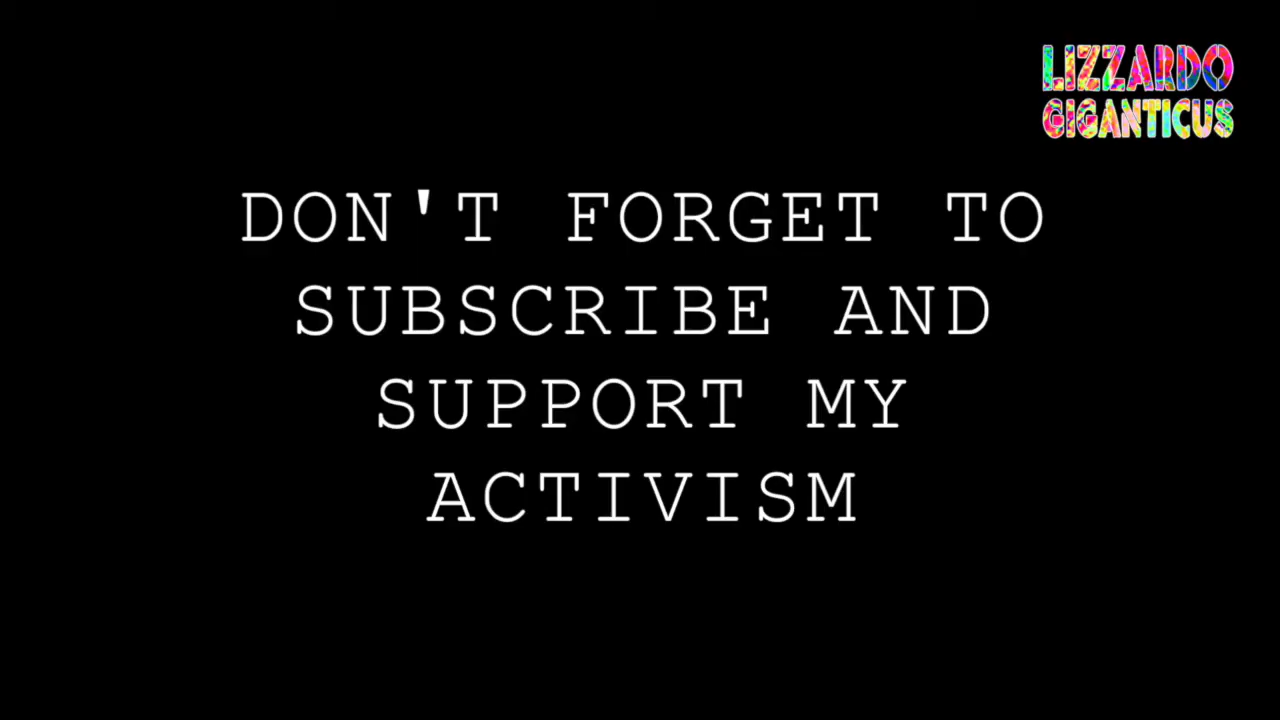 LIZZARDO
GIGANTICUS
DON'T FORGET TO
SUBSCRIBE AND
SUPPORT MY
ACTIVISM